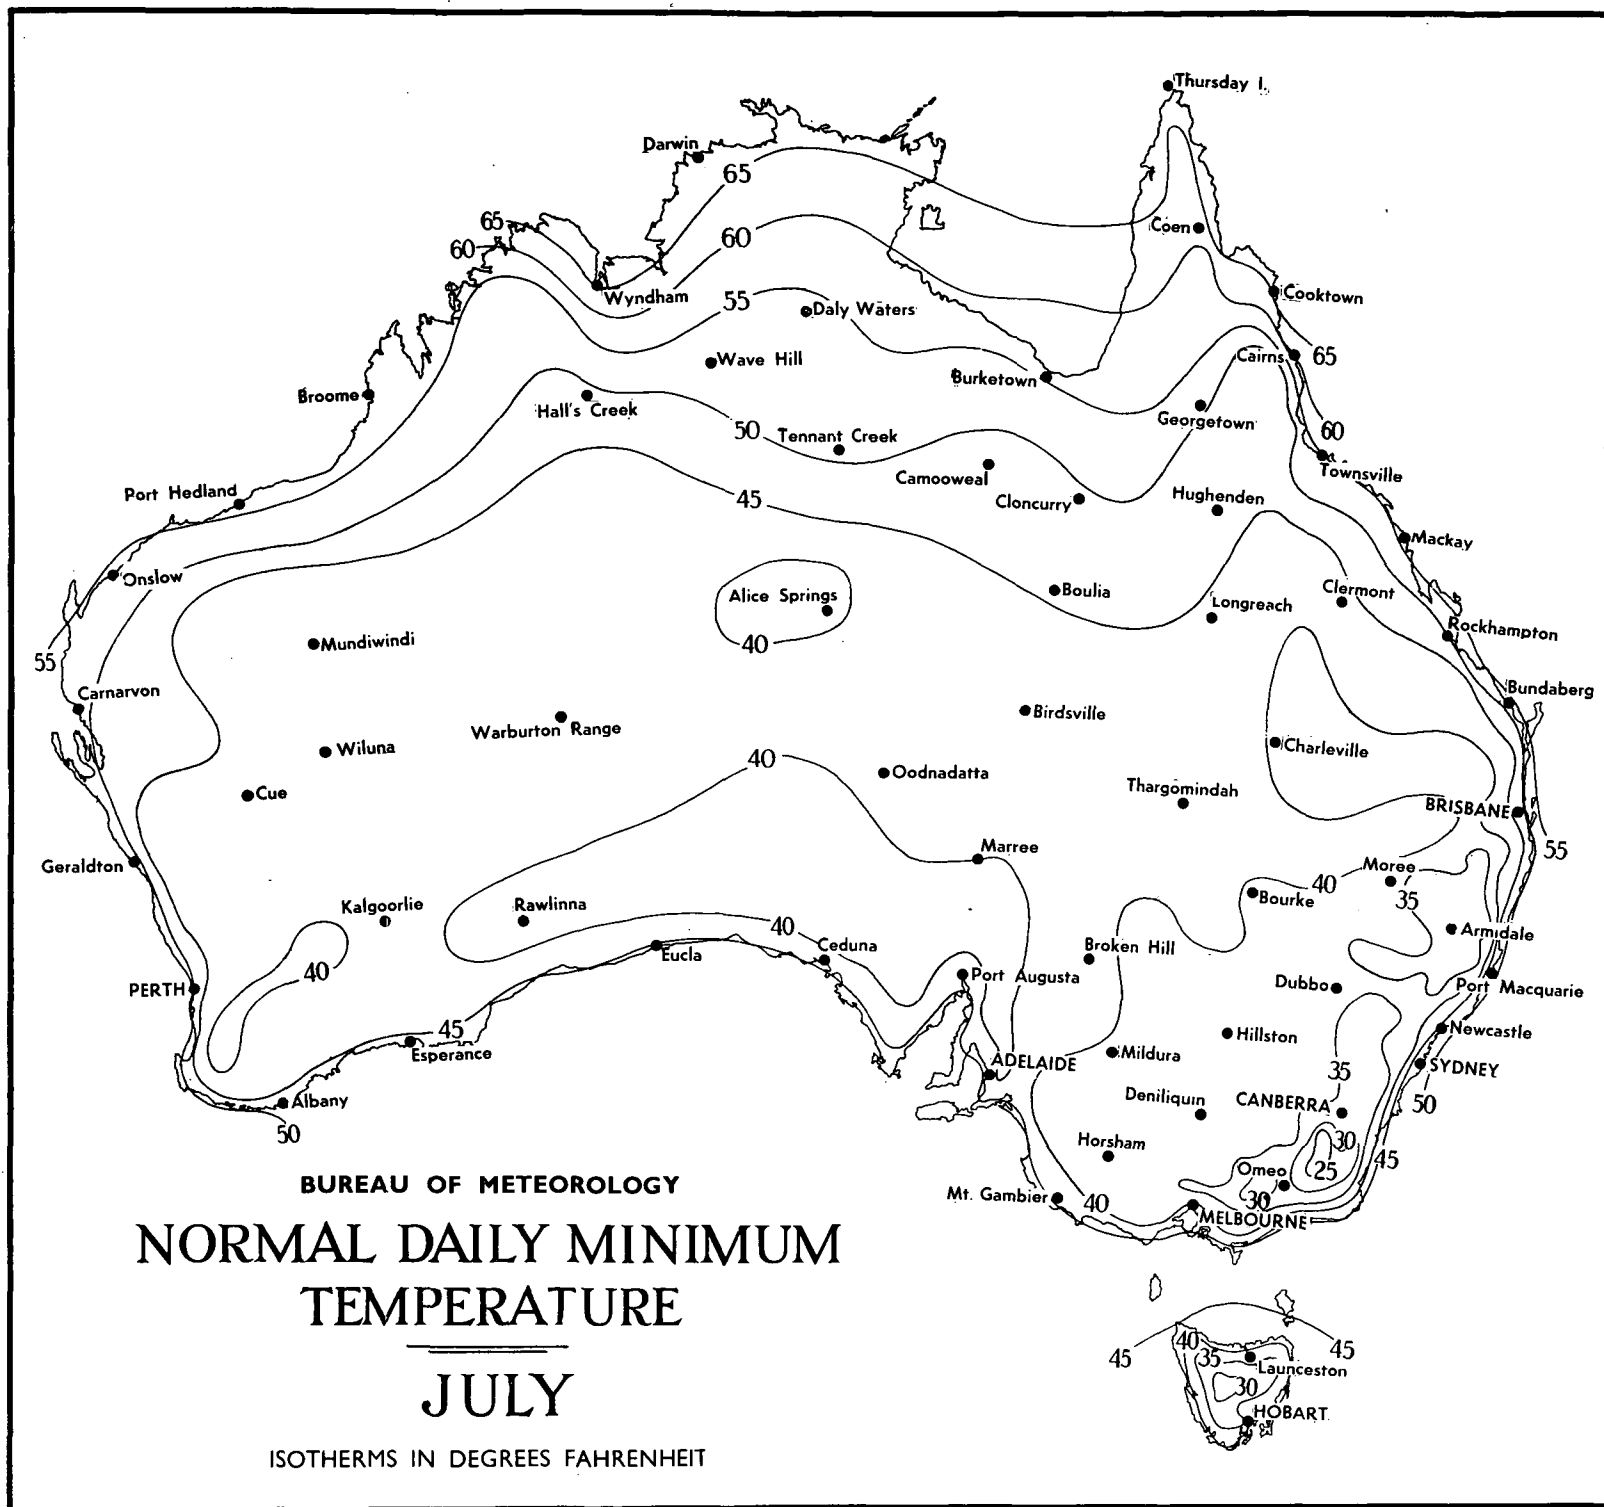 Thursday I.
Darwin
65
65
60
60
Coen
Wyndham
55
Daly Waters
Cooktown
Wave Hill
Cairns
65
Broome
Burketown
Hall's Creek
Georgetown
50
Tennant Creek
60
Camooweal
Townsville
Port Hedland
45
Cloncurry
Hughenden
Mackay
Onslow
Alice Springs
Boulia
Longreach
Clermont
Mundiwindi
40
Rockhampton
55
Carnarvon
Bundaberg
Warburton Range
Birdsville
Wiluna
Charleville
40
Oodnadatta
Cue
Thargomindah
BRISBANE
Marree
55
Geraldton
Moree
40
35
Kalgoorlie
Rawlinna
Bourke
40
Armidale
Ceduna
Broken Hill
Eucla
40
Port Augusta
PERTH
Dubbo
Port Macquarie
45
Hillston
Newcastle
Esperance
ADELAIDE
Mildura
35
SYDNEY
Albany
Deniliquin
CANBERRA
50
50
Horsham
30
45
Omeo
25
Mt. Gambier
40
30
MELBOURNE
BUREAU OF METEOROLOGY
NORMAL DAILY MINIMUM
TEMPERATURE
JULY
ISOTHERMS IN DEGREES FAHRENHEIT
45
40
35
45
Launceston
30
HOBART